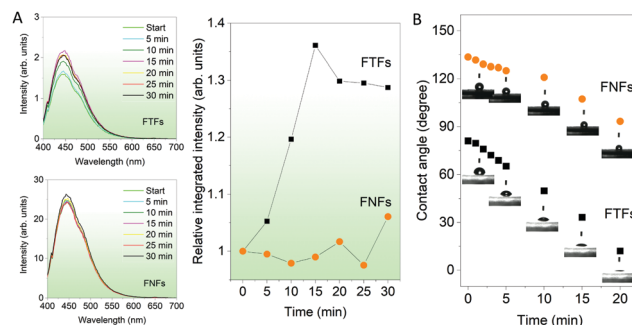 A
Intensity (arb. units)
3
2
1
0
400 450 500 550 600 650 700
Wavelength (nm)
Start
5 min
10 min
15 min
20 min
25 min
30 min
FTFs
Intensity (arb. units)
30
20
10
0
400 450 500 550 600 650 700
Wavelength (nm)
Start
5 min
10 min
15 min
20 min
25 min
30 min
FNFs
Relative integrated intensity (arb. units)
1.4
1.3
1.2
1.1
1
0 5 10 15 20 25 30
Time (min)
FTFs
FNFs
B
Contact angle (degree)
150
120
90
60
30
0
0 5 10 15 20
Time (min)
FNFs
FTFs